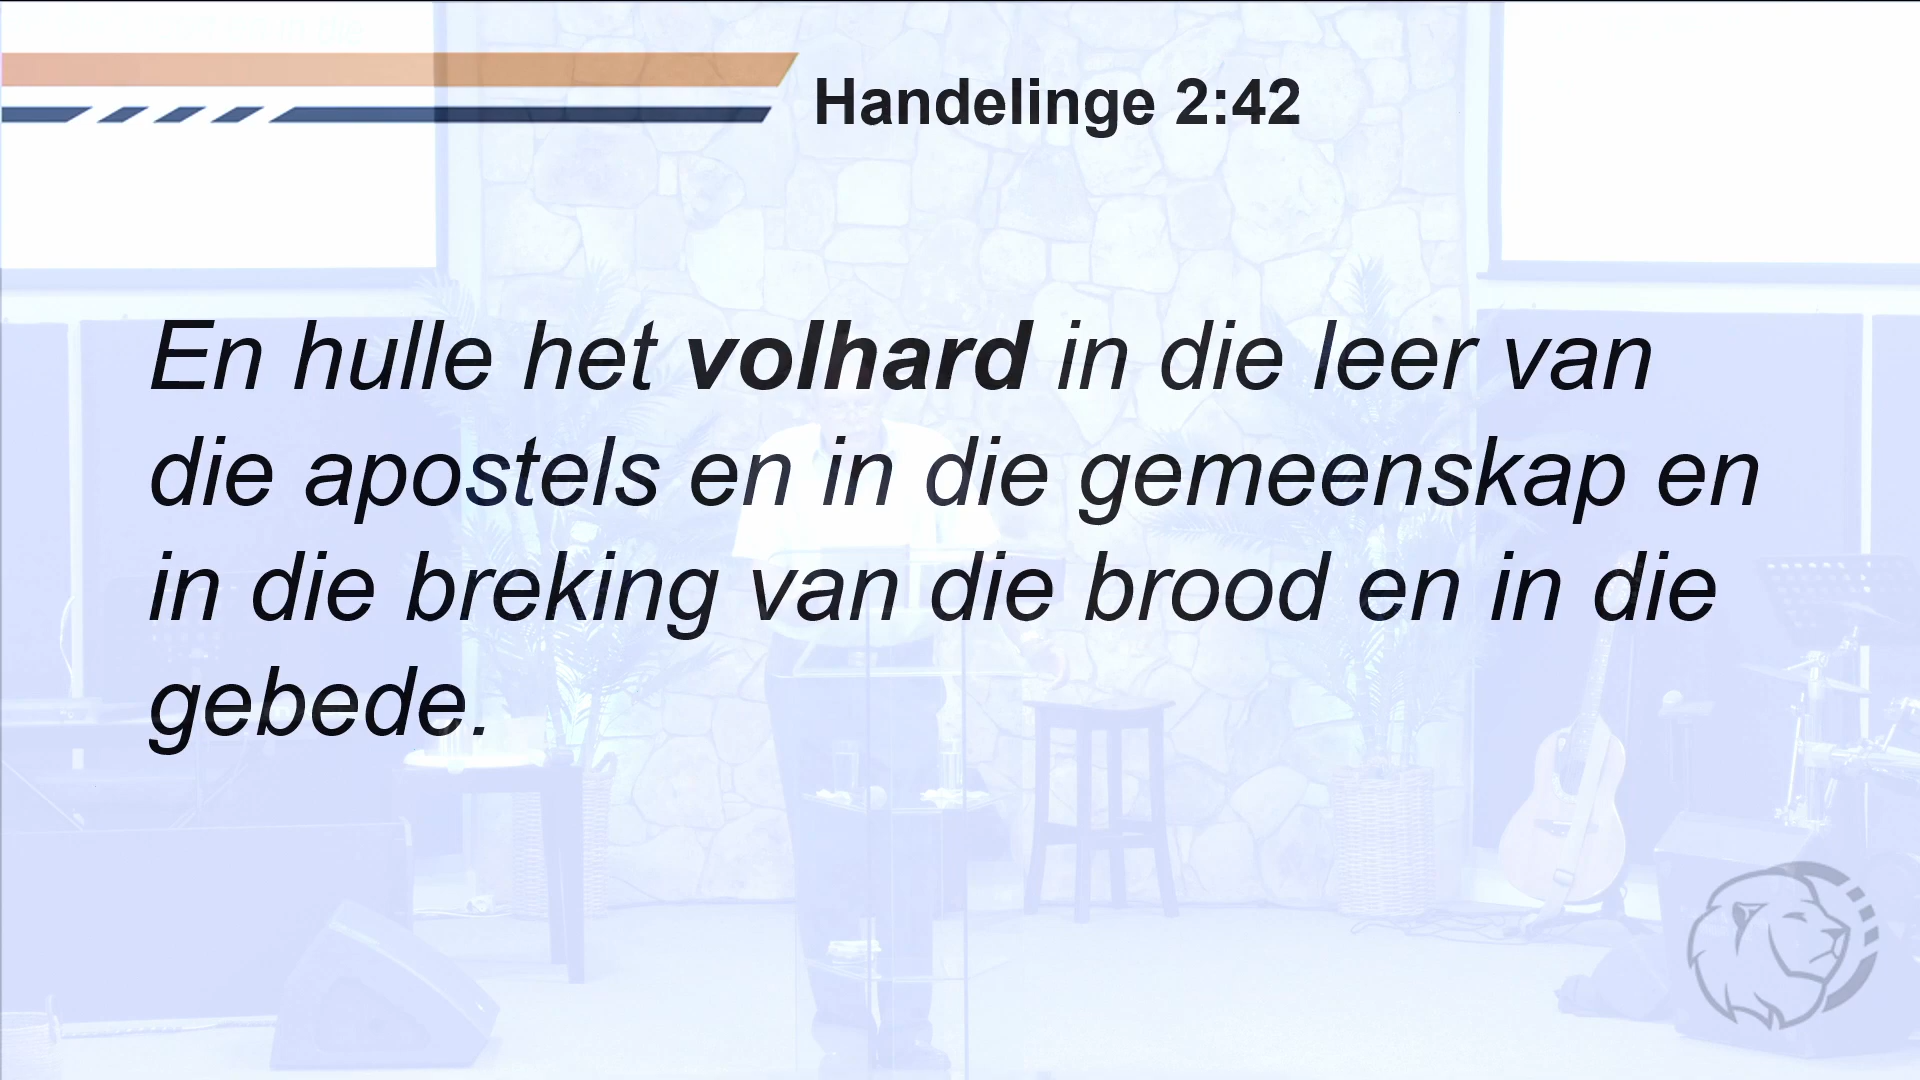 Handelinge 2:42
En hulle het volhard in die leer van
die apostels en in die gemeenskap en
in die breking van die brood en in die
gebede.